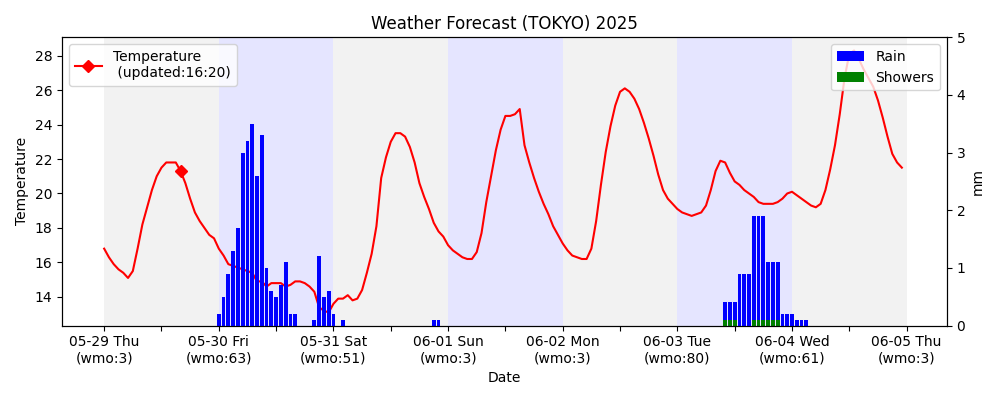 Weather Forecast (TOKYO) 2025
Temperature
(updated:16:20)
Rain
Showers
Temperature
28
26
24
22
20
18
16
14
5
4
3
2
1
0
mm
05-29 Thu
(wmo:3)
05-30 Fri
(wmo:63)
05-31 Sat
(wmo:51)
06-01 Sun
(wmo:3)
06-02 Mon
(wmo:3)
06-03 Tue
(wmo:80)
06-04 Wed
(wmo:61)
06-05 Thu
(wmo:3)
Date